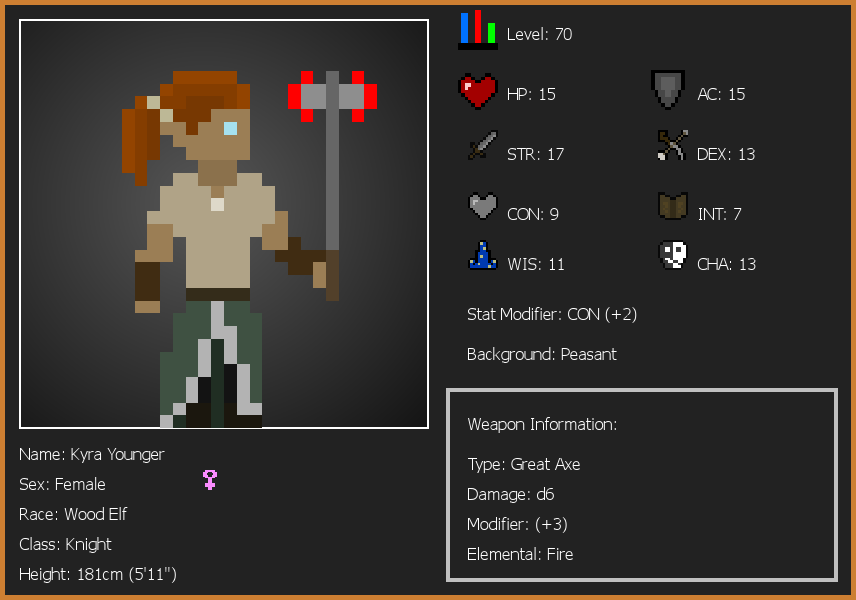 Level: 70
HP: 15
AC: 15
STR: 17
DEX: 13
CON: 9
INT: 7
WIS: 11
CHA: 13
Stat Modifier: CON (+2)
Background: Peasant
Weapon Information:
Type: Great Axe
Damage: d6
Modifier: (+3)
Elemental: Fire
Name: Kyra Younger
Sex: Female
Race: Wood Elf
Class: Knight
Height: 181cm (5'11")